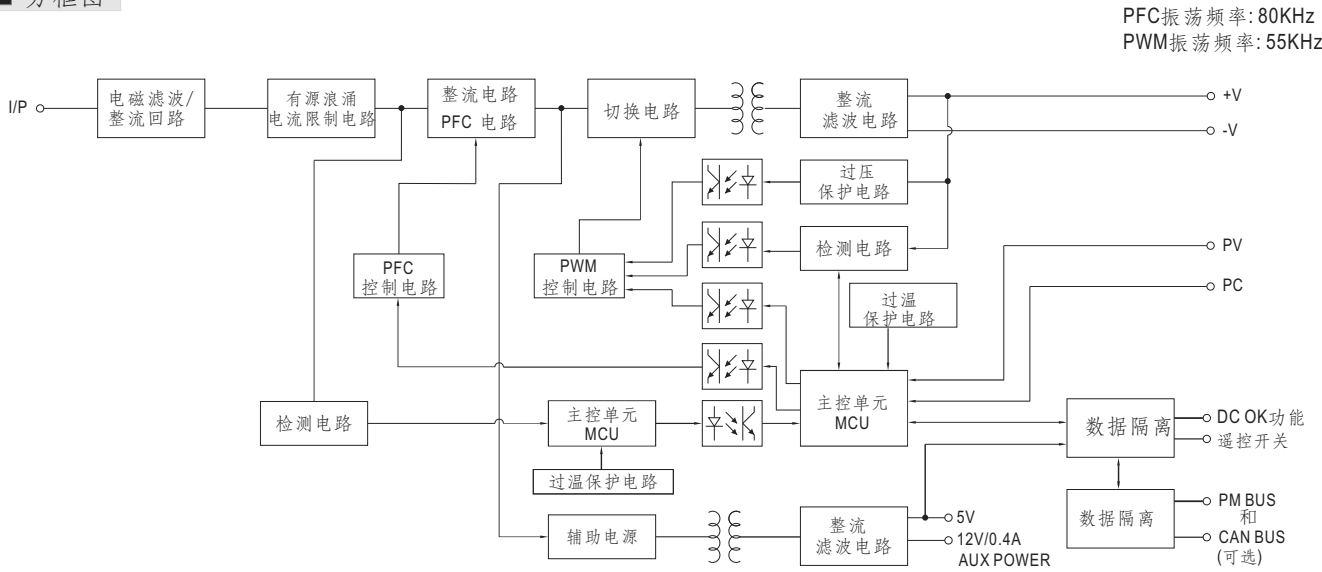 ■ 方框图
PFC振荡频率: 80KHz
PWM振荡频率: 55KHz
I/P
电磁滤波/
整流回路
有源浪涌
电流限制电路
整流电路
PFC 电路
切换电路
整流
滤波电路
+V
-V
过压
保护电路
检测电路
PV
PC
PFC
控制电路
PWM
控制电路
过温
保护电路
检测电路
主控单元
MCU
主控单元
MCU
数据隔离
DC OK功能
遥控开关
过温保护电路
数据隔离
PM BUS
和
CAN BUS
(可选)
辅助电源
整流
滤波电路
5V
12V/0.4A
AUX POWER